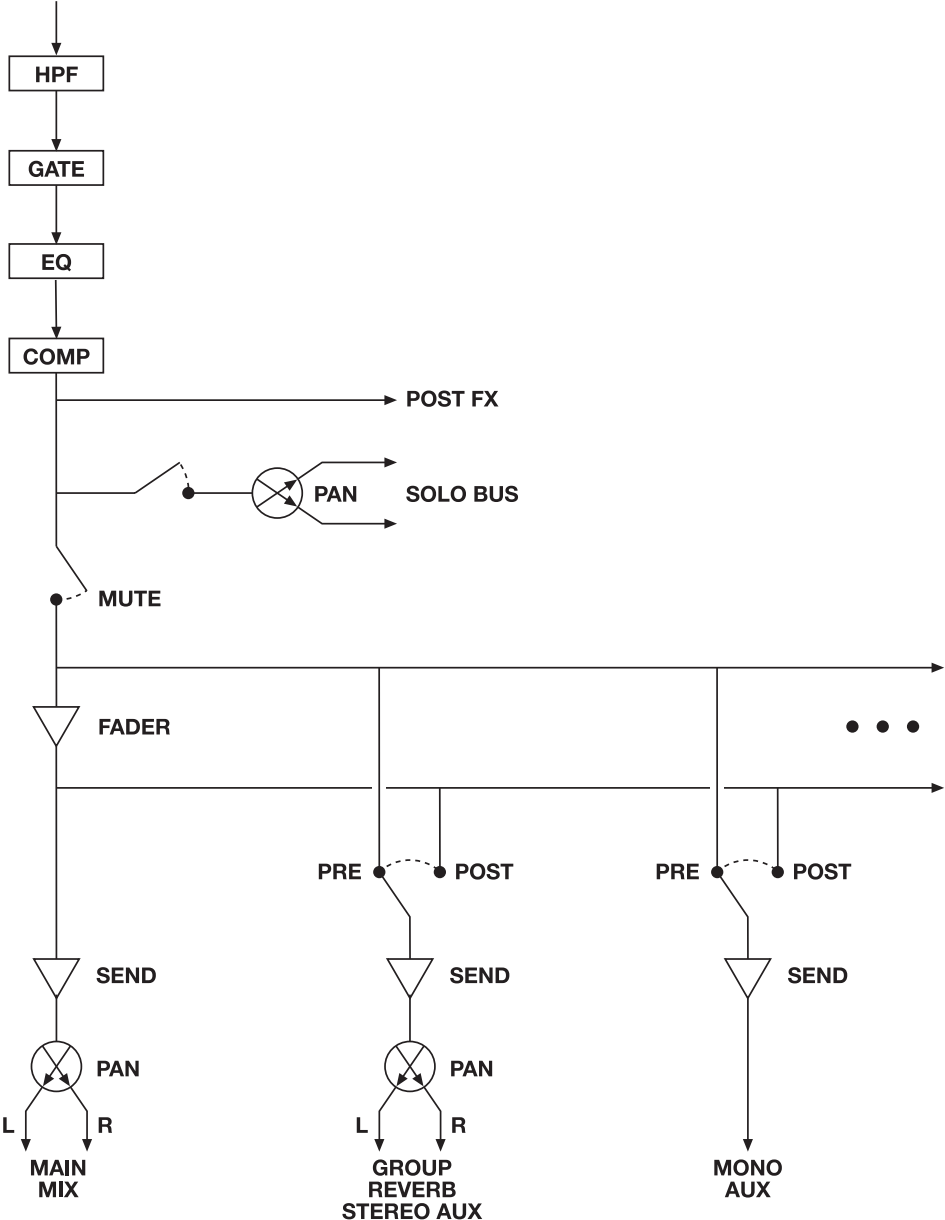 HPF
GATE
EQ
COMP
POST FX
PAN
SOLO BUS
MUTE
FADER
PRE
POST
PRE
POST
SEND
SEND
SEND
PAN
PAN
L
R
L
R
MAIN
MIX
GROUP
REVERB
STEREO AUX
MONO
AUX